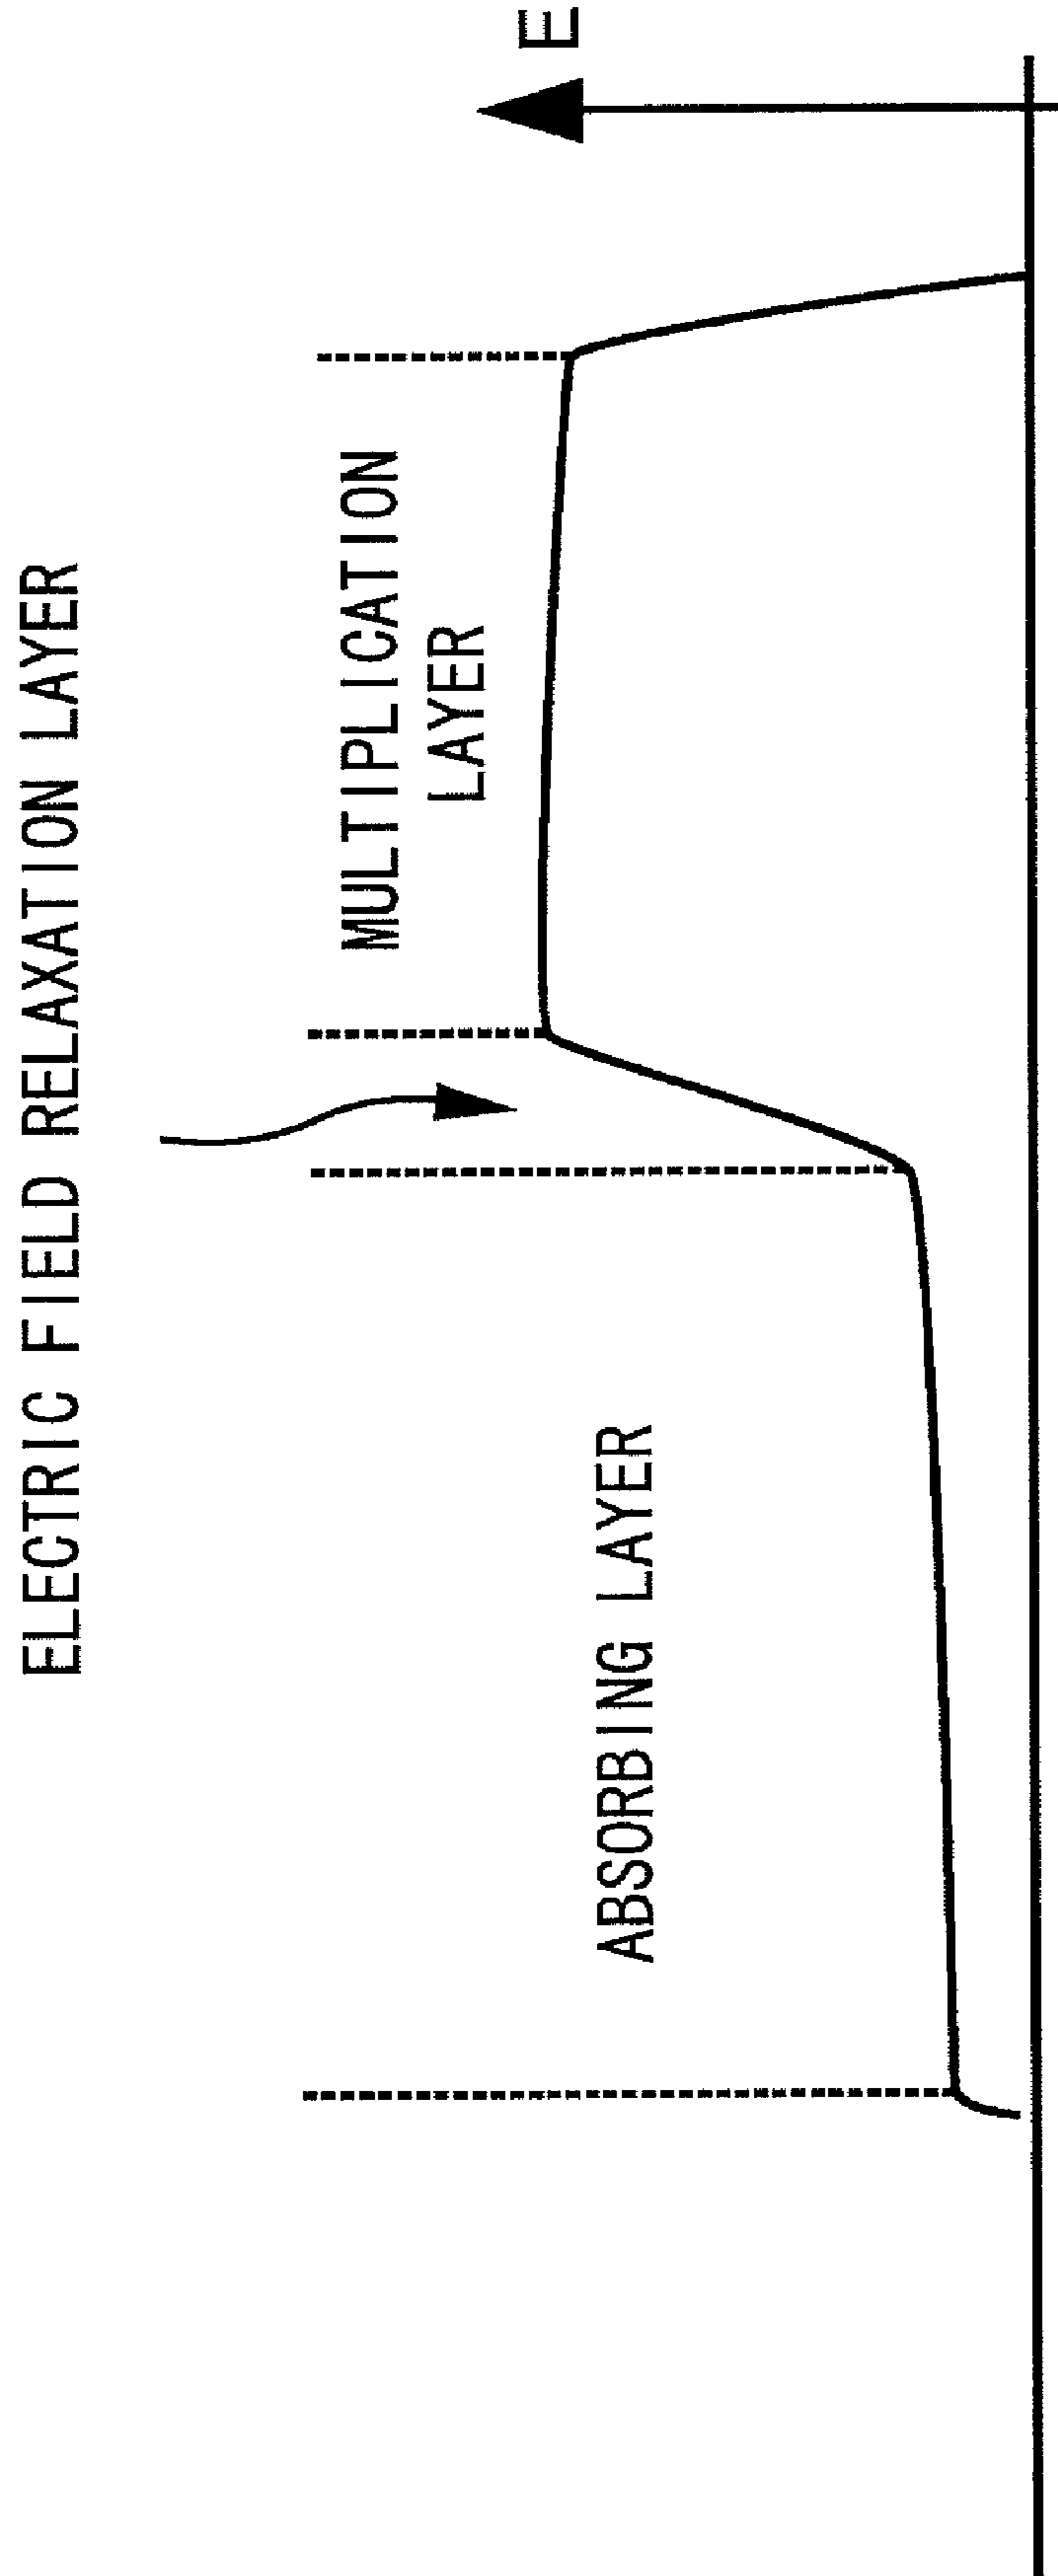 ELECTRIC FIELD RELAXATION LAYER
MULTIPLICATION
LAYER
ABSORBING LAYER
E